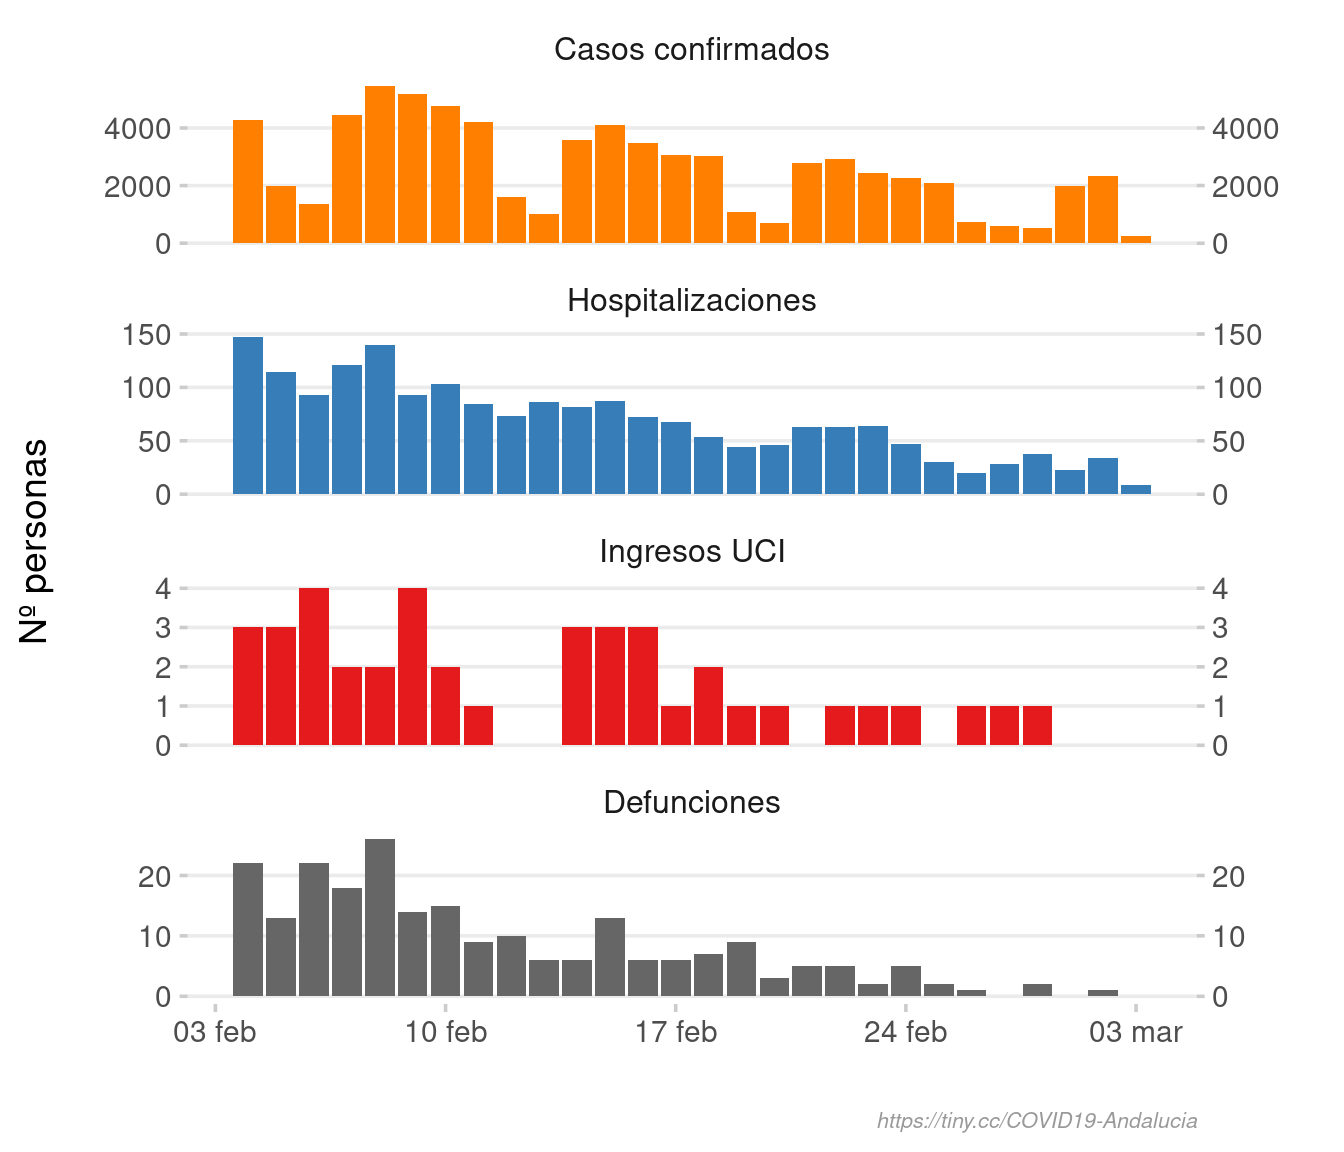 Casos confirmados
4000 4000
2000 2000
0 0
Hospitalizaciones
150 150
100 100
50 50
0 0
Nº personas
Ingresos UCI
4 4
3 3
2 2
1 1
0 0
Defunciones
20 20
10 10
0 0
03 feb 10 feb 17 feb 24 feb 03 mar
https://tiny.cc/COVID19-Andalucia